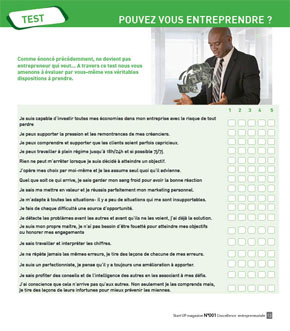 TEST
POUVEZ VOUS ENTREPRENDRE ?
Comme énoncé précédemment, ne devient pas
entrepreneur qui veut... A travers ce test nous vous
amenons à évaluer par vous-même vos véritables
dispositions à prendre.
1 2 3 4 5
Je suis capable d'investir toutes mes économies dans mon entreprise avec le risque de tout
perdre
Je peux supporter la pression et les remontrances de mes créanciers.
Je peux comprendre et supporter que les clients soient parfois capricieux.
Je peux travailler à plein régime jusqu'à 18h/24 et si possible 7j/7j
Rien ne peut m'arrêter lorsque je suis décidé à atteindre un objectif.
J'opère mes choix par moi-même et je les assume seul quoi qu'il advienne.
Quel que soit ce qui arrive, je sais garder mon sang froid pour avoir la bonne réaction
Je sais me mettre en valeur et je réussis parfaitement mon marketing personnel.
Je m'adapte à toutes les situations- il y a peu de situations qui me sont insupportables.
Je fais de chaque difficulté une source d'opportunité.
Je détecte les problèmes avant les autres et avant qu'ils ne les voient, j'ai déjà la solution.
Je suis mon propre maître, je n'ai pas besoin d'être fouetté pour atteindre mes objectifs
ou honorer mes engagements
Je sais travailler et interpréter les chiffres.
Je ne répète jamais les mêmes erreurs, je tire des leçons de chacune de mes erreurs.
Je suis un perfectionniste, je pense qu'il y a toujours une amélioration à apporter.
Je sais profiter des conseils et de l'intelligence des autres en les associant à mes défis.
J'ai conscience que cela n'arrive pas qu'aux autres. Non seulement je les comprends mais,
je tire des leçons de leurs infortunes pour mieux prévenir les miennes.
Start UP magazine N°001 L'excellence entrepreneuriale